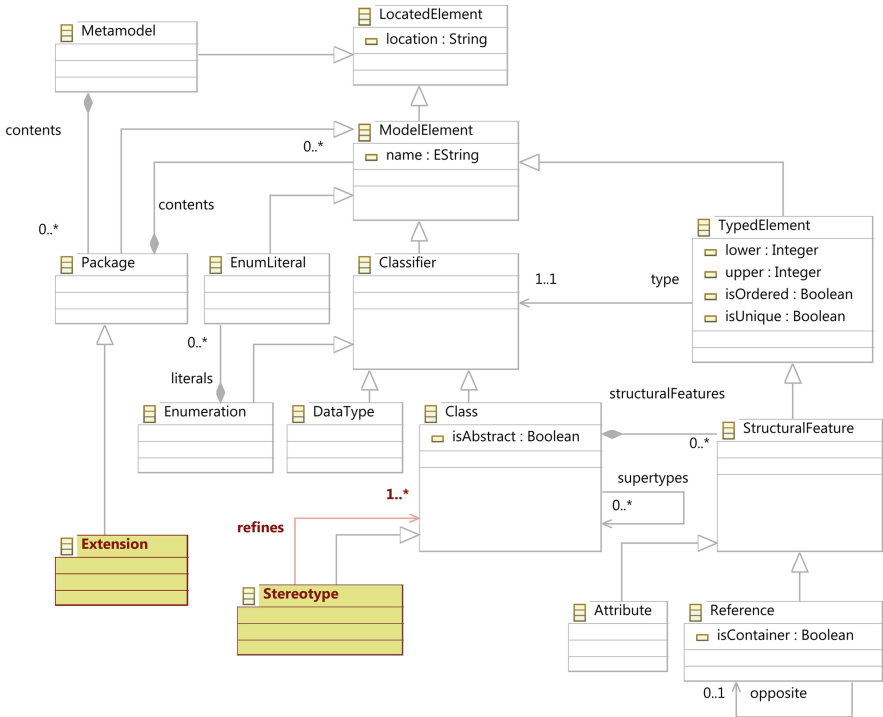 LocatedElement
location : String
Metamodel
contents
0..*
ModelElement
name : EString
0..*
contents
Package
EnumLiteral
Classifier
1..1
type
TypedElement
lower : Integer
upper : Integer
isOrdered : Boolean
isUnique : Boolean
0..*
literals
Enumeration
DataType
Class
isAbstract : Boolean
structuralFeatures
0..*
StructuralFeature
supertypes
0..*
1..*
refines
Extension
Stereotype
Attribute
Reference
isContainer : Boolean
0..1
opposite